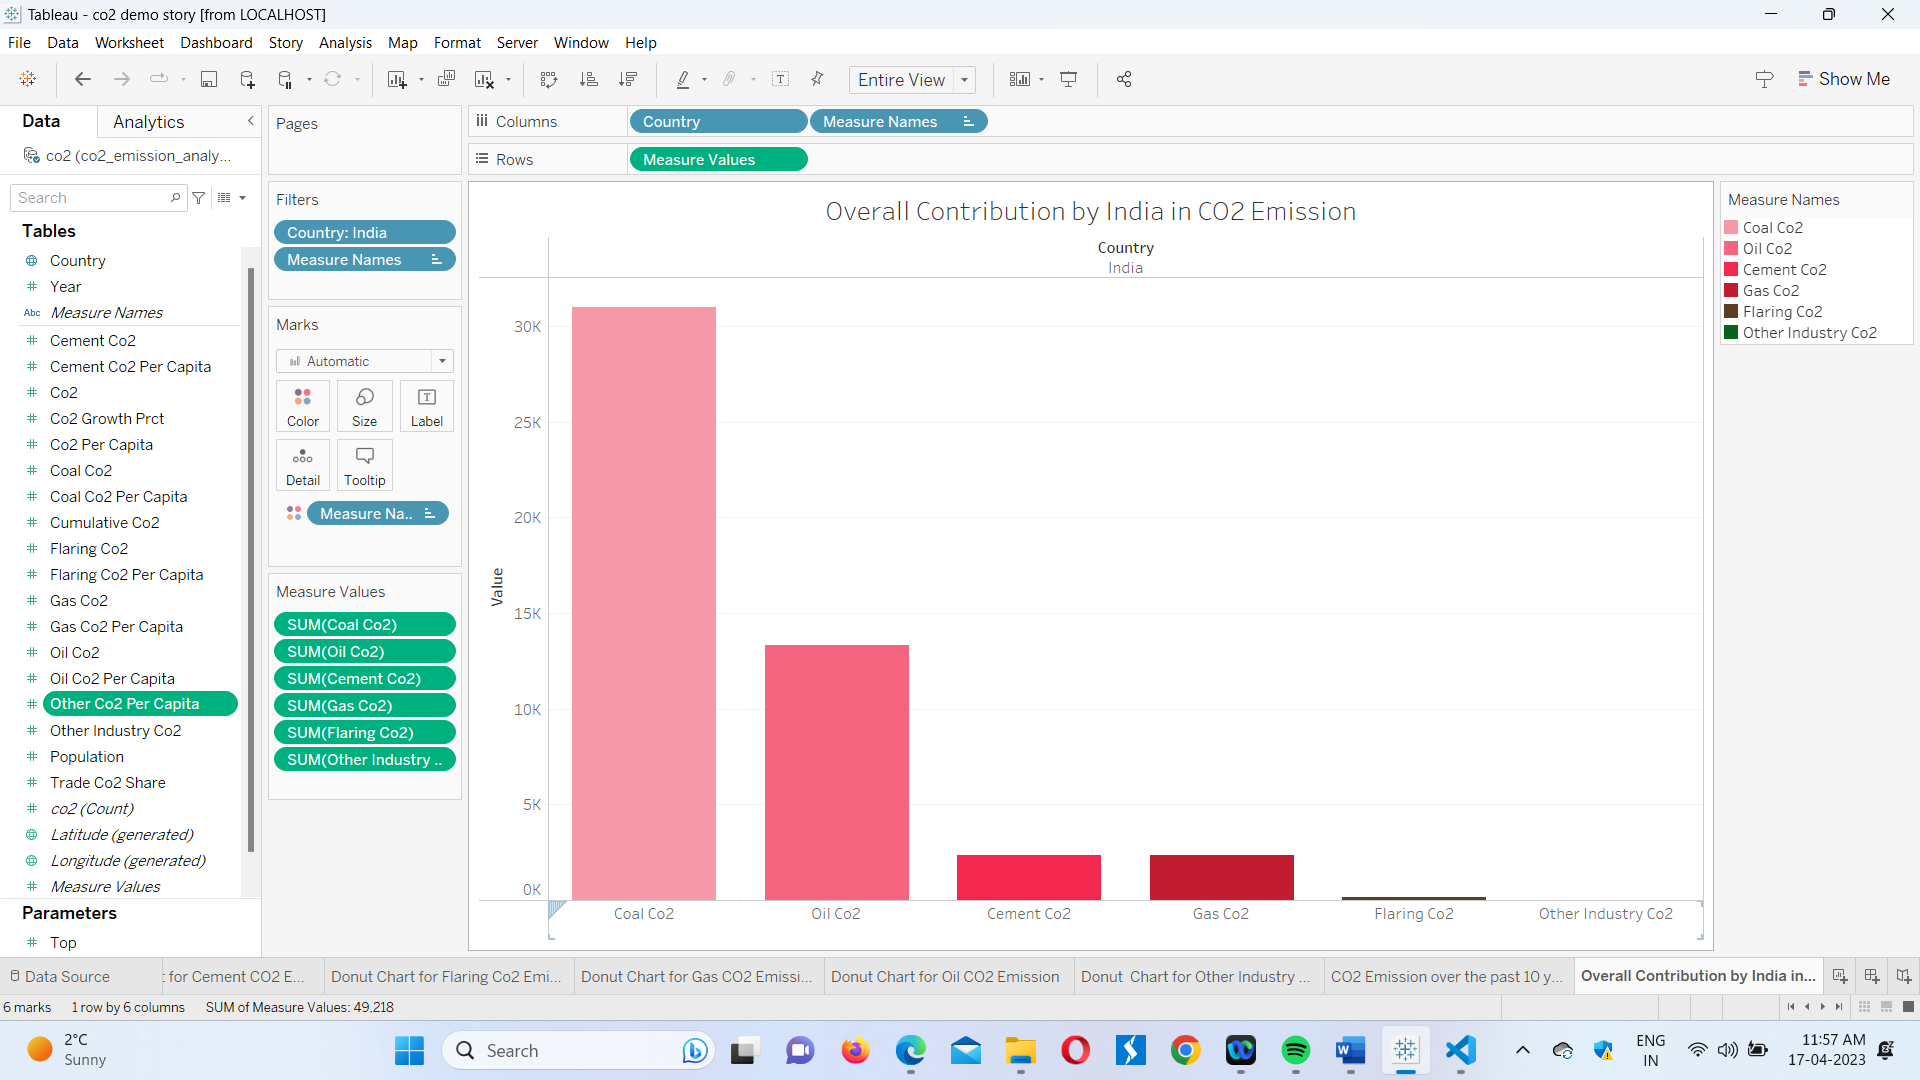 Tableau - co2 demo story [from LOCALHOST]
File Data Worksheet Dashboard Story Analysis Map Format Server Window Help
Entire View
Show Me
Data Analytics
co2 (co2_emission_analy...
Search
Tables
Country
Year
Abc Measure Names
Cement Co2
Cement Co2 Per Capita
Co2
Co2 Growth Prct
Co2 Per Capita
Coal Co2
Coal Co2 Per Capita
Cumulative Co2
Flaring Co2
Flaring Co2 Per Capita
Gas Co2
Gas Co2 Per Capita
Oil Co2
Oil Co2 Per Capita
Other Co2 Per Capita
Other Industry Co2
Population
Trade Co2 Share
co2 (Count)
Latitude (generated)
Longitude (generated)
Measure Values
Parameters
Top
Pages
Filters
Country: India
Measure Names
Marks
Automatic
Color Size Label
Detail Tooltip
Measure Na..
Measure Values
SUM(Coal Co2)
SUM(Oil Co2)
SUM(Cement Co2)
SUM(Gas Co2)
SUM(Flaring Co2)
SUM(Other Industry ..
Columns Country Measure Names
Rows Measure Values
Overall Contribution by India in CO2 Emission
Country
India
Value
30K
25K
20K
15K
10K
5K
0K
Coal Co2 Oil Co2 Cement Co2 Gas Co2 Flaring Co2 Other Industry Co2
Measure Names
Coal Co2
Oil Co2
Cement Co2
Gas Co2
Flaring Co2
Other Industry Co2
Data Source t for Cement CO2 E... Donut Chart for Flaring Co2 Emi... Donut Chart for Gas CO2 Emissi... Donut Chart for Oil CO2 Emission Donut Chart for Other Industry ... CO2 Emission over the past 10 y... Overall Contribution by India in...
6 marks 1 row by 6 columns SUM of Measure Values: 49,218
2°C
Sunny
Search
ENG
IN
11:57 AM
17-04-2023